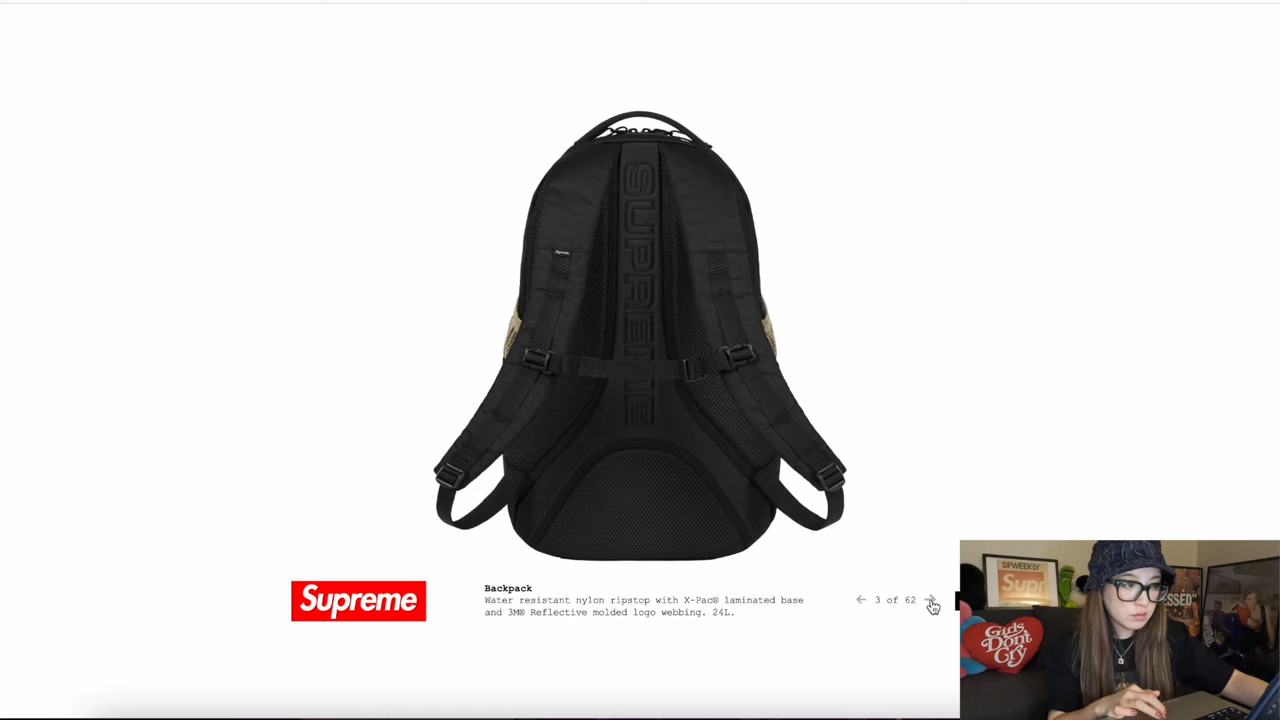 SUPREME
Supreme
Backpack
Water resistant nylon ripstop with X-Pac® laminated base
and 3M® Reflective molded logo webbing. 24L.
3 of 62
SFWEEKLY
Supr
Girls
Don't
Cry